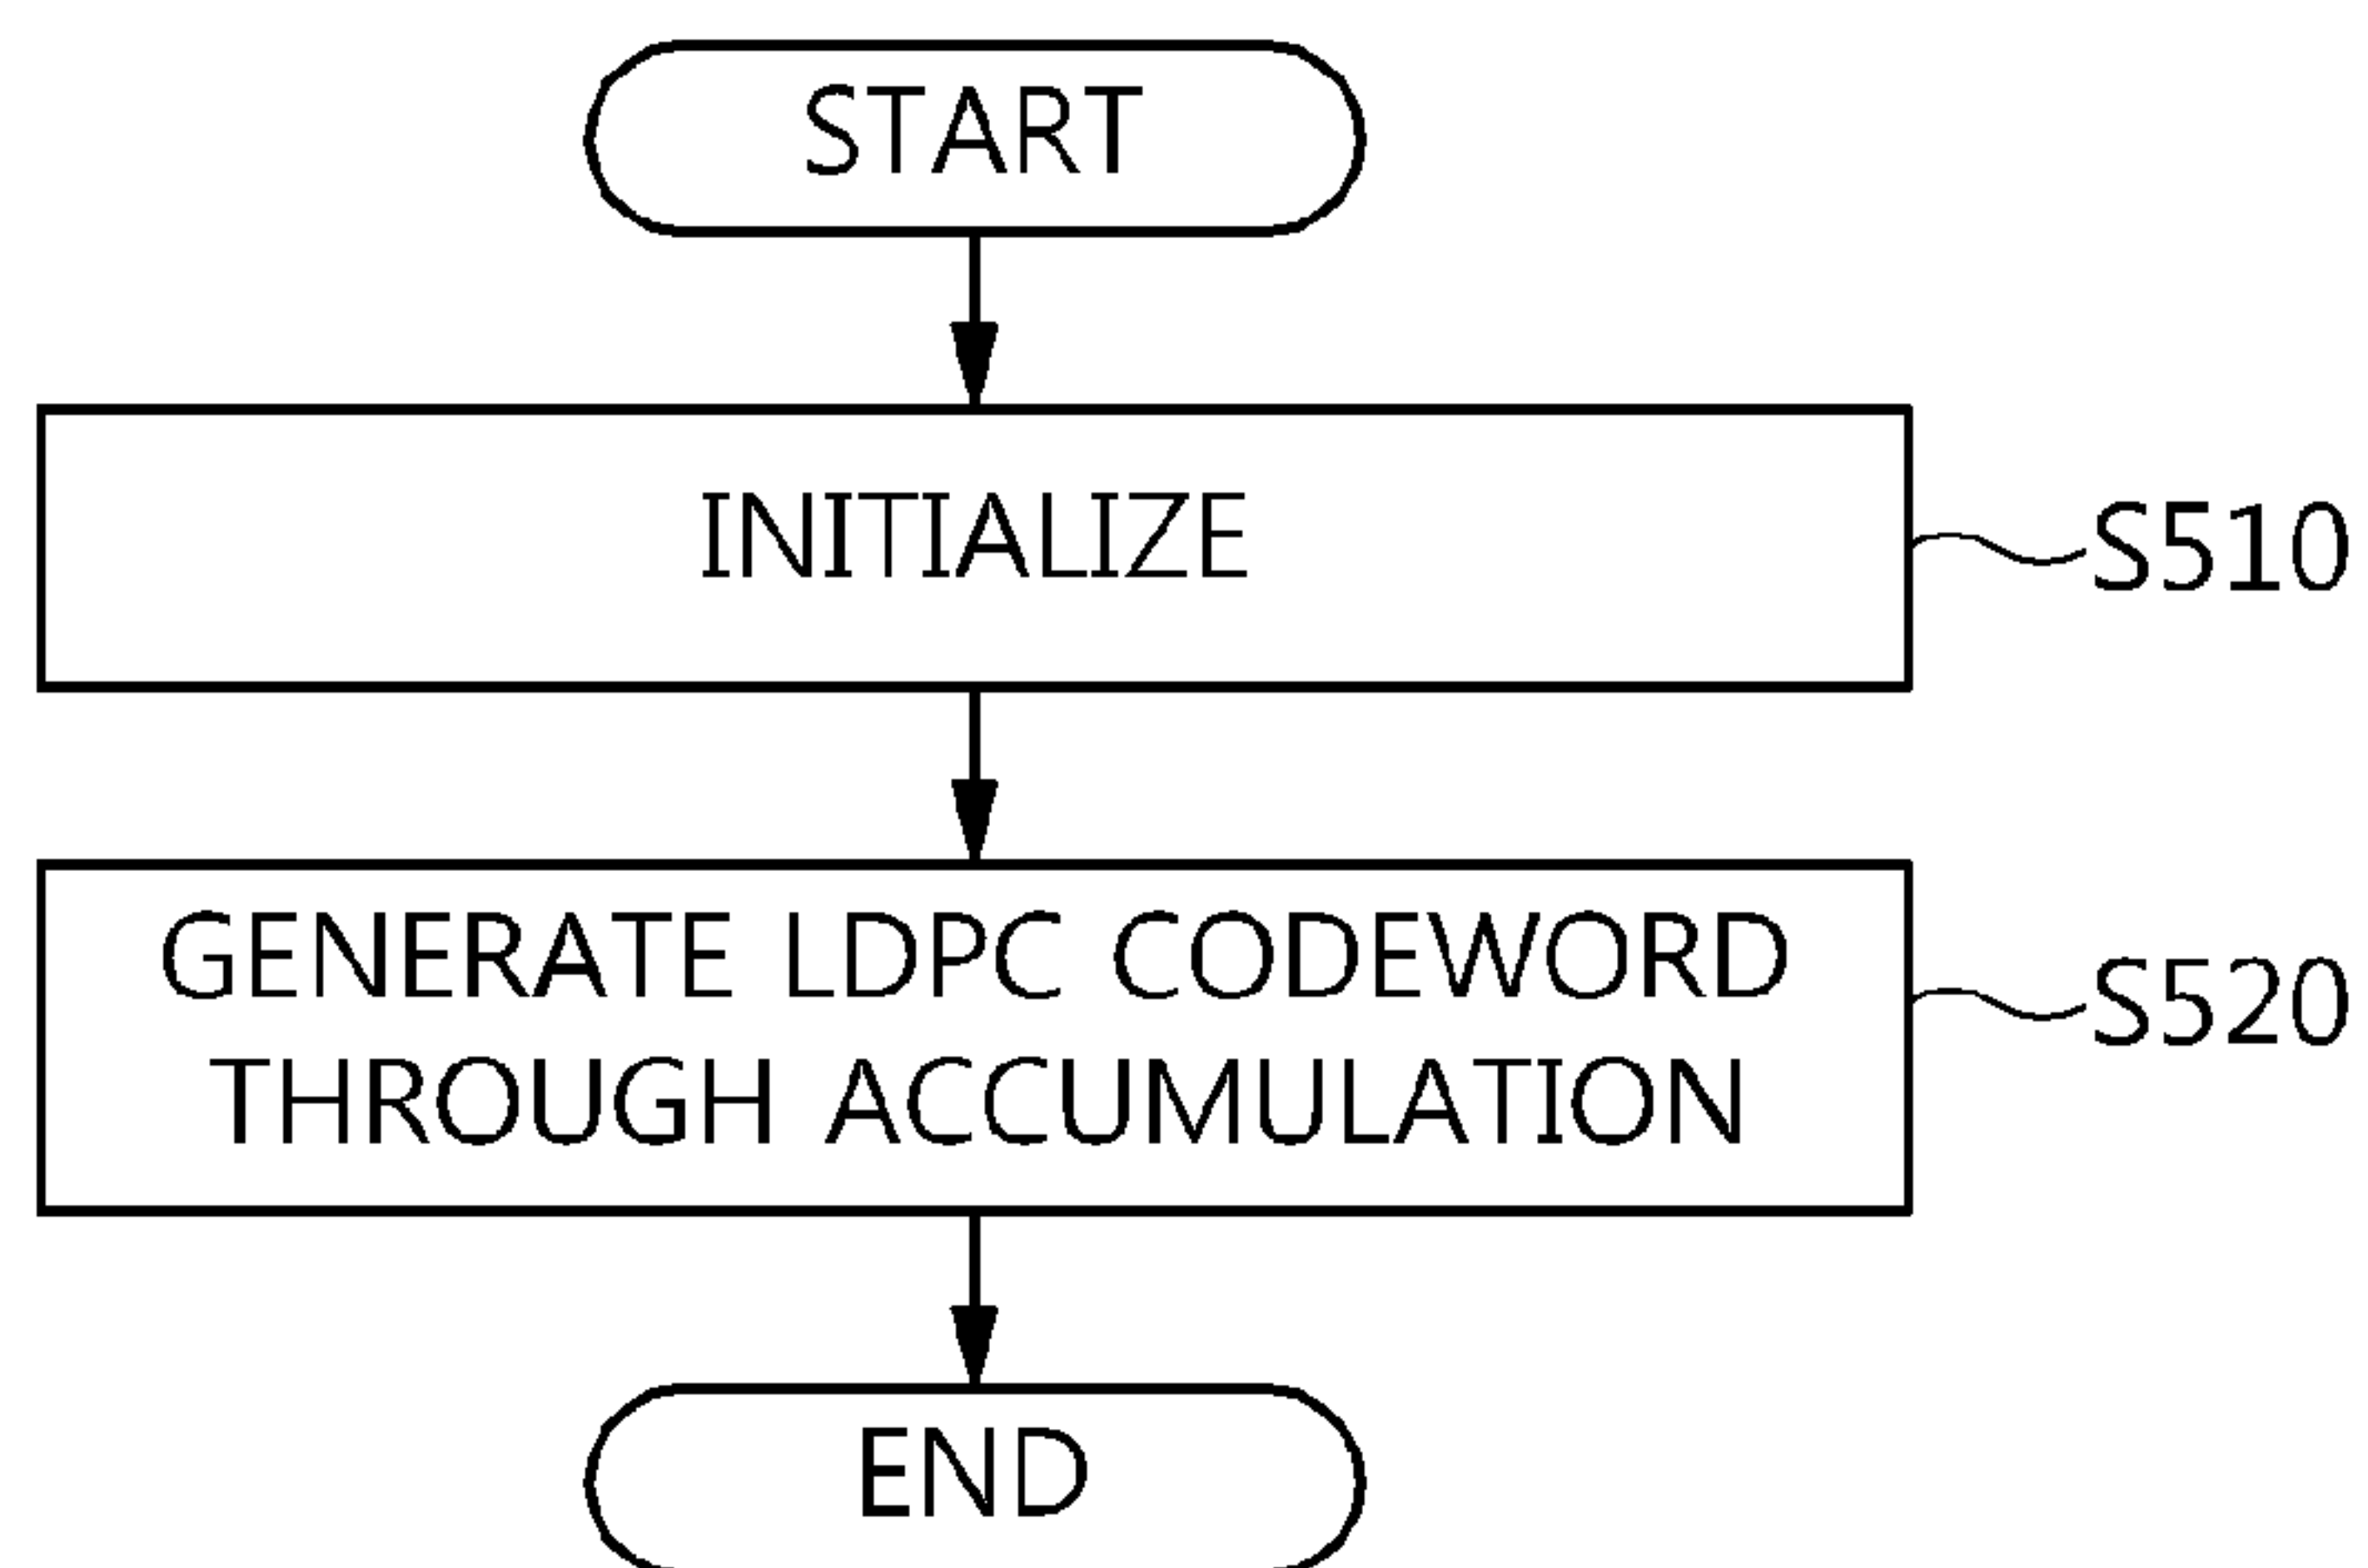 START
INITIALIZE
S510
GENERATE LDPC CODEWORD
THROUGH ACCUMULATION
S520
END